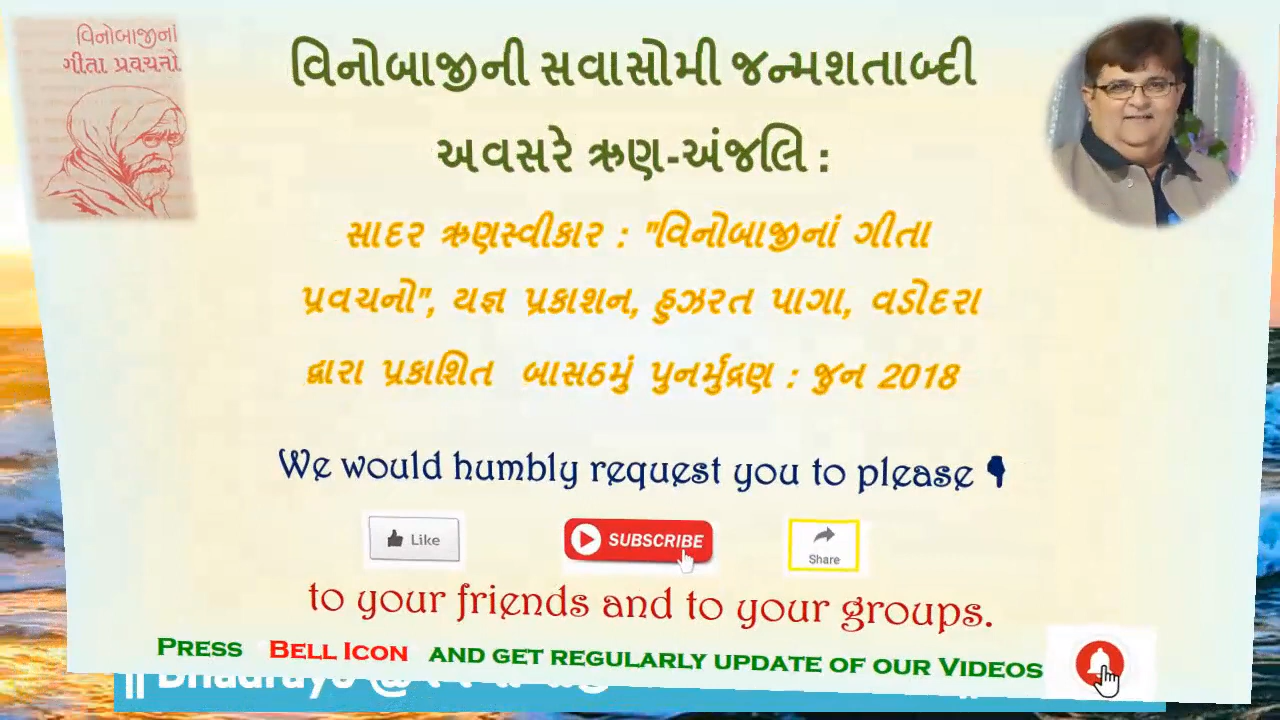 વિનોબાજીનાં
ગીતા પ્રવચનો
વિનોબાજીની સવાસોમી જન્મશતાબ્દી
અવસરે ઋણ-અંજલિ :
સાદર ઋણસ્વીકાર : "વિનોબાજીનાં ગીતા
પ્રવચનો", યજ્ઞ પ્રકાશન, હુઝરત પાગા, વડોદરા
દ્વારા પ્રકાશિત બાસઠમું પુનર્મુદ્રણ : જુન 2018
We would humbly request you to please 👇
Like
SUBSCRIBE
Share
to your friends and to your groups.
PRESS BELL ICON AND GET REGULARLY UPDATE OF OUR VIDEOS